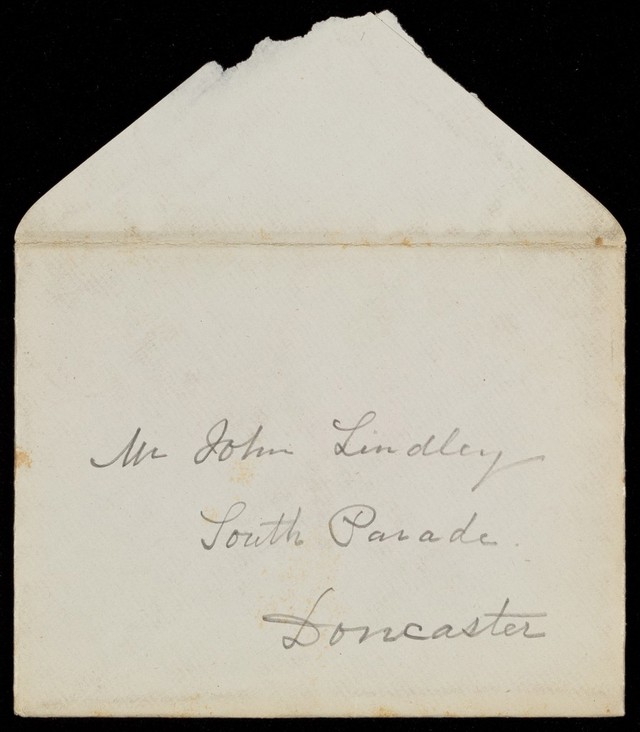 Mr John Lindley
South Parade.
Doncaster